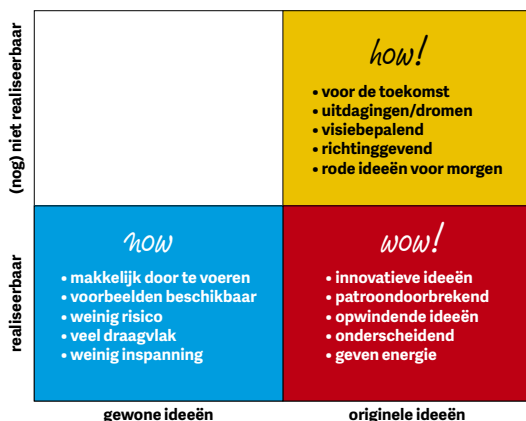 (nog) niet realiseerbaar
how!
• voor de toekomst
• uitdagingen/dromen
• visiebepalend
• richtinggevend
• rode ideeën voor morgen
realiseerbaar
now
• makkelijk door te voeren
• voorbeelden beschikbaar
• weinig risico
• veel draagvlak
• weinig inspanning
wow!
• innovatieve ideeën
• patroondoorbrekend
• opwindende ideeën
• onderscheidend
• geven energie
gewone ideeën
originele ideeën